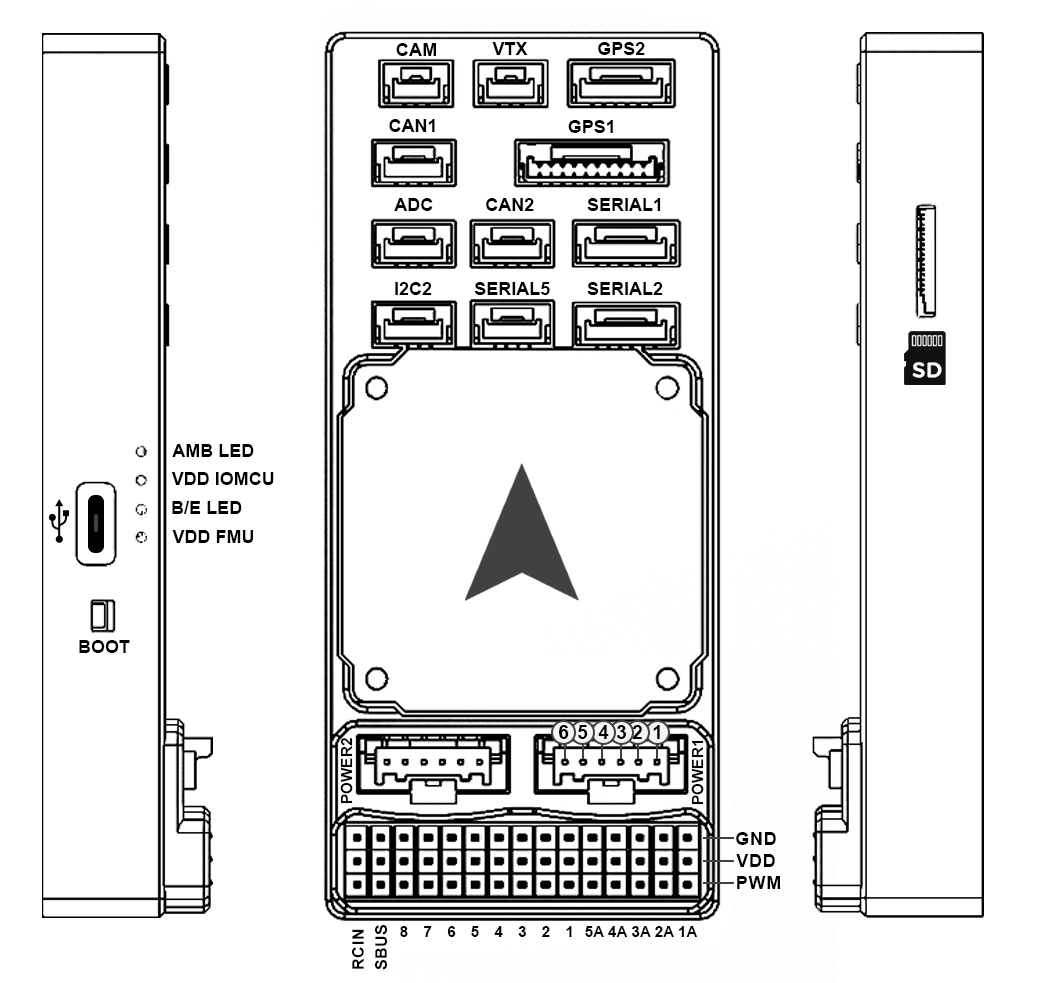 CAM VTX GPS2
CAN1 GPS1
ADC CAN2 SERIAL1
I2C2 SERIAL5 SERIAL2
SD
AMB LED
VDD IOMCU
B/E LED
VDD FMU
BOOT
6 5 4 3 2 1
POWER2
POWER1
GND
VDD
PWM
RCIN SBUS 8 7 6 5 4 3 2 1 5A 4A 3A 2A 1A